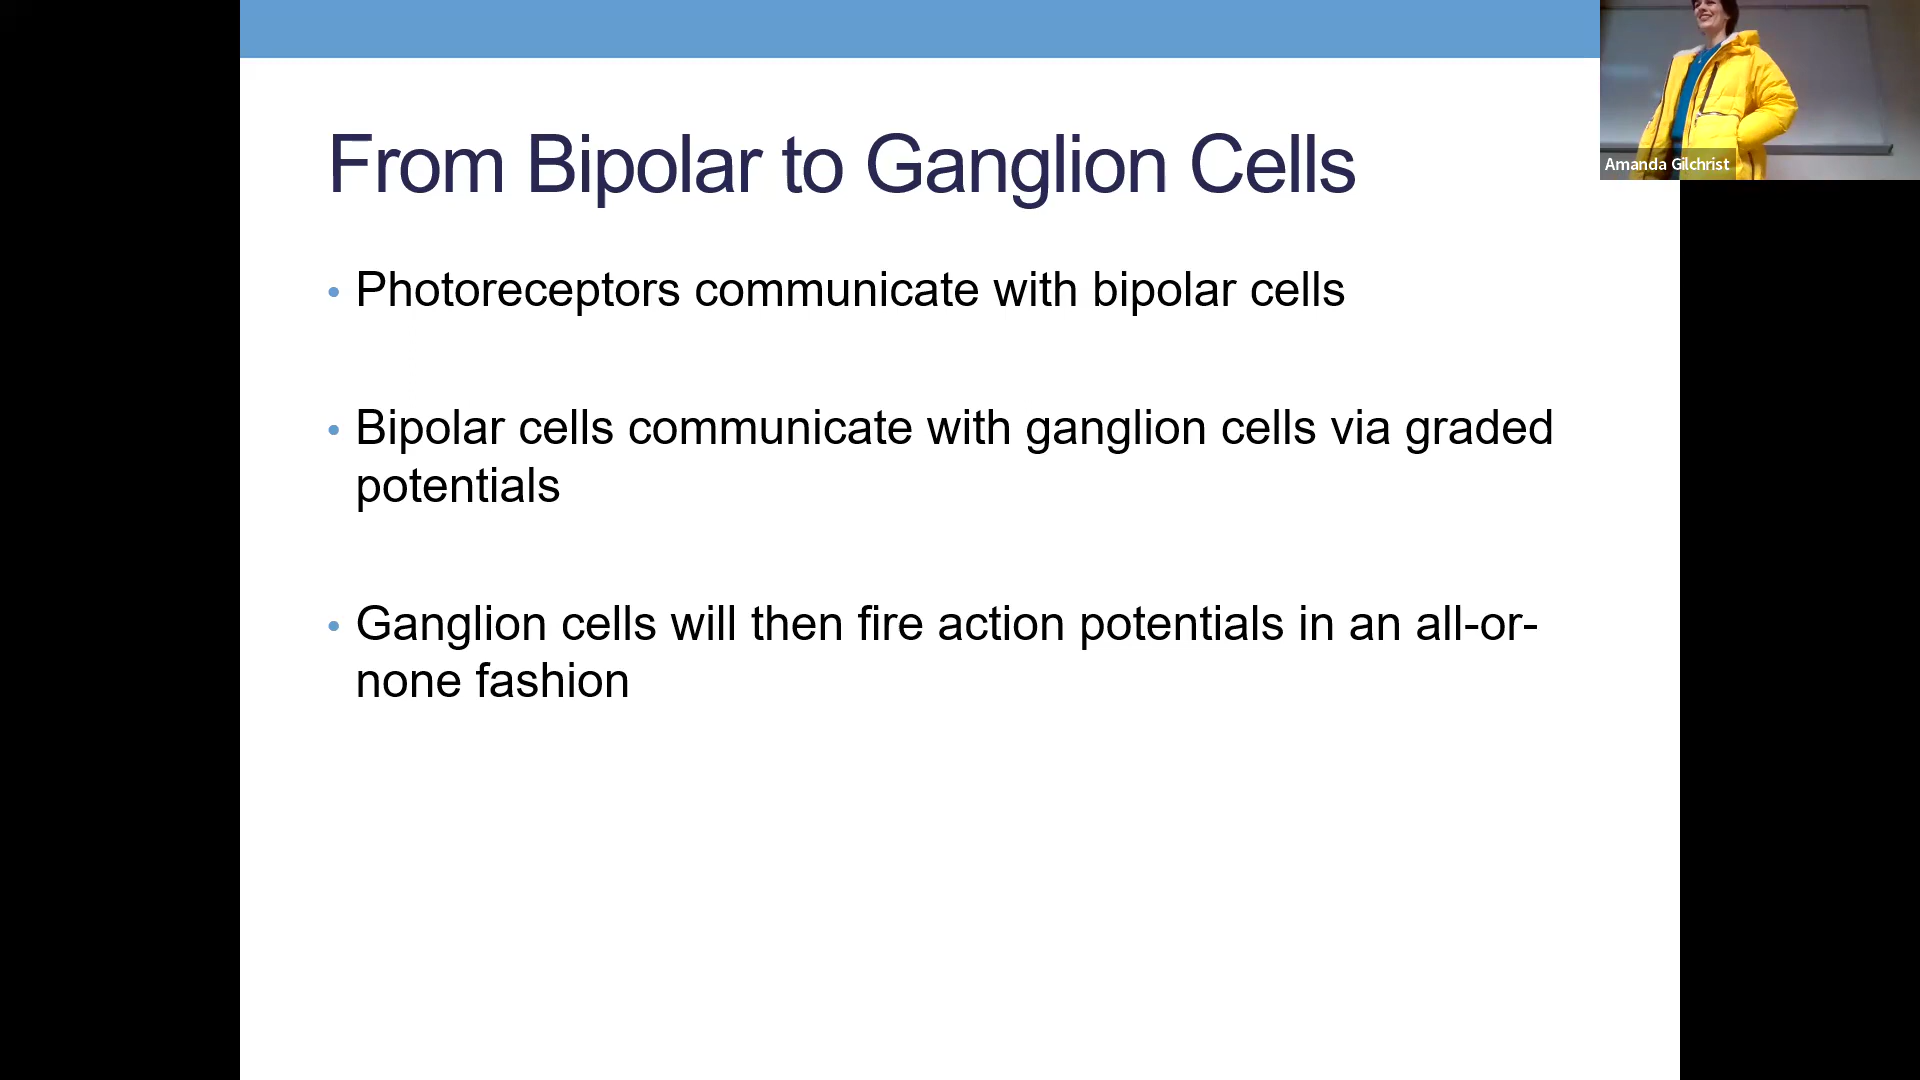 From Bipolar to Ganglion Cells
• Photoreceptors communicate with bipolar cells
• Bipolar cells communicate with ganglion cells via graded
potentials
• Ganglion cells will then fire action potentials in an all-or-
none fashion
Amanda Gilchrist